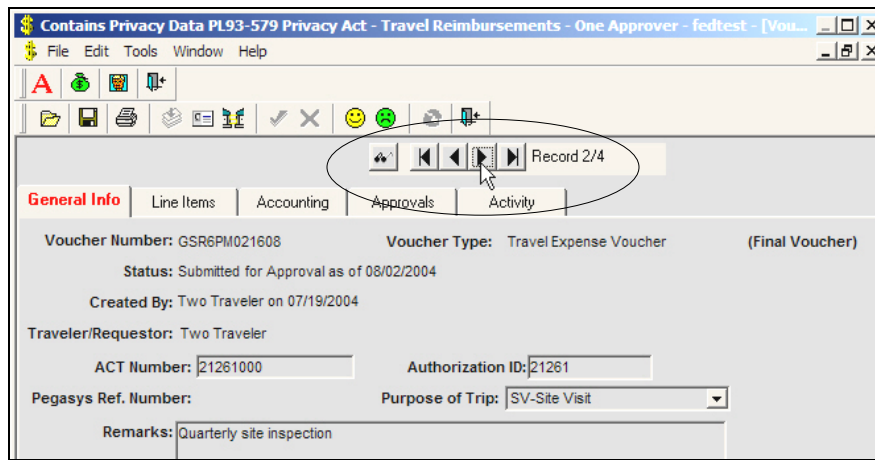 Contains Privacy Data PL93-579 Privacy Act - Travel Reimbursements - One Approver - fedtest - [Vou...
File Edit Tools Window Help
A
Record 2/4
General Info Line Items Accounting Approvals Activity
Voucher Number: GSR6PM021608 Voucher Type: Travel Expense Voucher (Final Voucher)
Status: Submitted for Approval as of 08/02/2004
Created By: Two Traveler on 07/19/2004
Traveler/Requestor: Two Traveler
ACT Number: 21261000 Authorization ID: 21261
Pegasys Ref. Number: Purpose of Trip: SV-Site Visit
Remarks: Quarterly site inspection